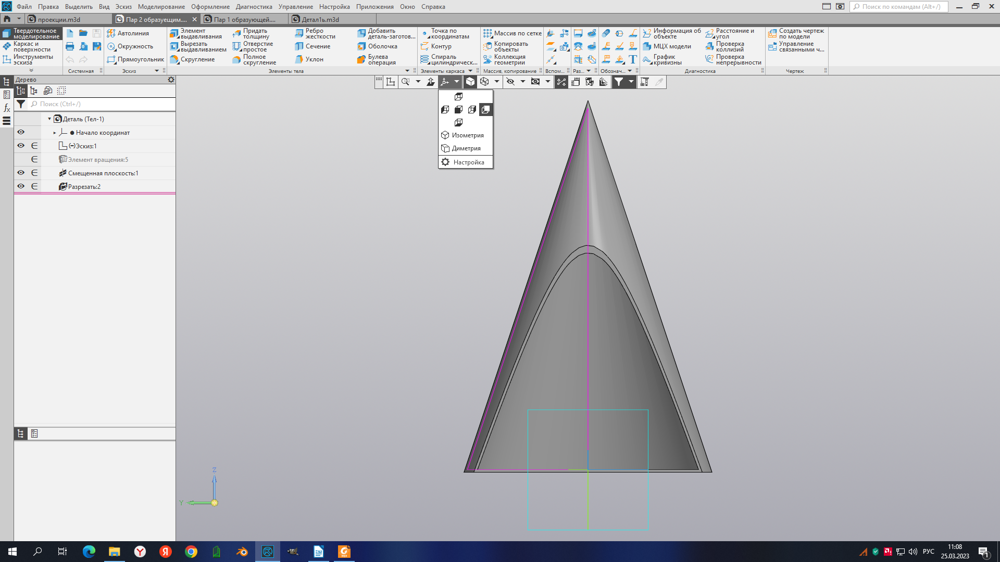 Файл Правка Выделить Вид Эскиз Моделирование Оформление Диагностика Управление Настройка Приложения Окно Справка
Поиск по командам (Alt+/)
проекции.m3d
Пар 2 образуещим....
Пар 1 образующей....
Детал1ь.m3d
Твердотельное моделирование
Каркас и поверхности
Инструменты эскиза
Системная
Автолиния
Окружность
Прямоугольник
Эскиз
Элемент выдавливания
Вырезать выдавливанием
Скругление
Придать толщину
Отверстие простое
Полное скругление
Ребро жесткости
Сечение
Уклон
Добавить деталь-заготов...
Оболочка
Булева операция
Элементы тела
Точка по координатам
Контур
Спираль цилиндрическ...
Элементы каркаса
Массив по сетке
Копировать объекты
Коллекция геометрии
Массив, копирование
Вспом...
Раз...
Обознач...
Информация об объекте
МЦХ модели
График кривизны
Расстояние и угол
Проверка коллизий
Проверка непрерывности
Диагностика
Создать чертеж по модели
Управление связанными ч...
Чертеж
Дерево
Поиск (Ctrl+/)
Деталь (Тел-1)
Начало координат
(-)Эскиз:1
Элемент вращения:5
Смещенная плоскость:1
Разрезать:2
Изометрия
Диметрия
Настройка
Z
Y
РУС
11:08
25.03.2023
1